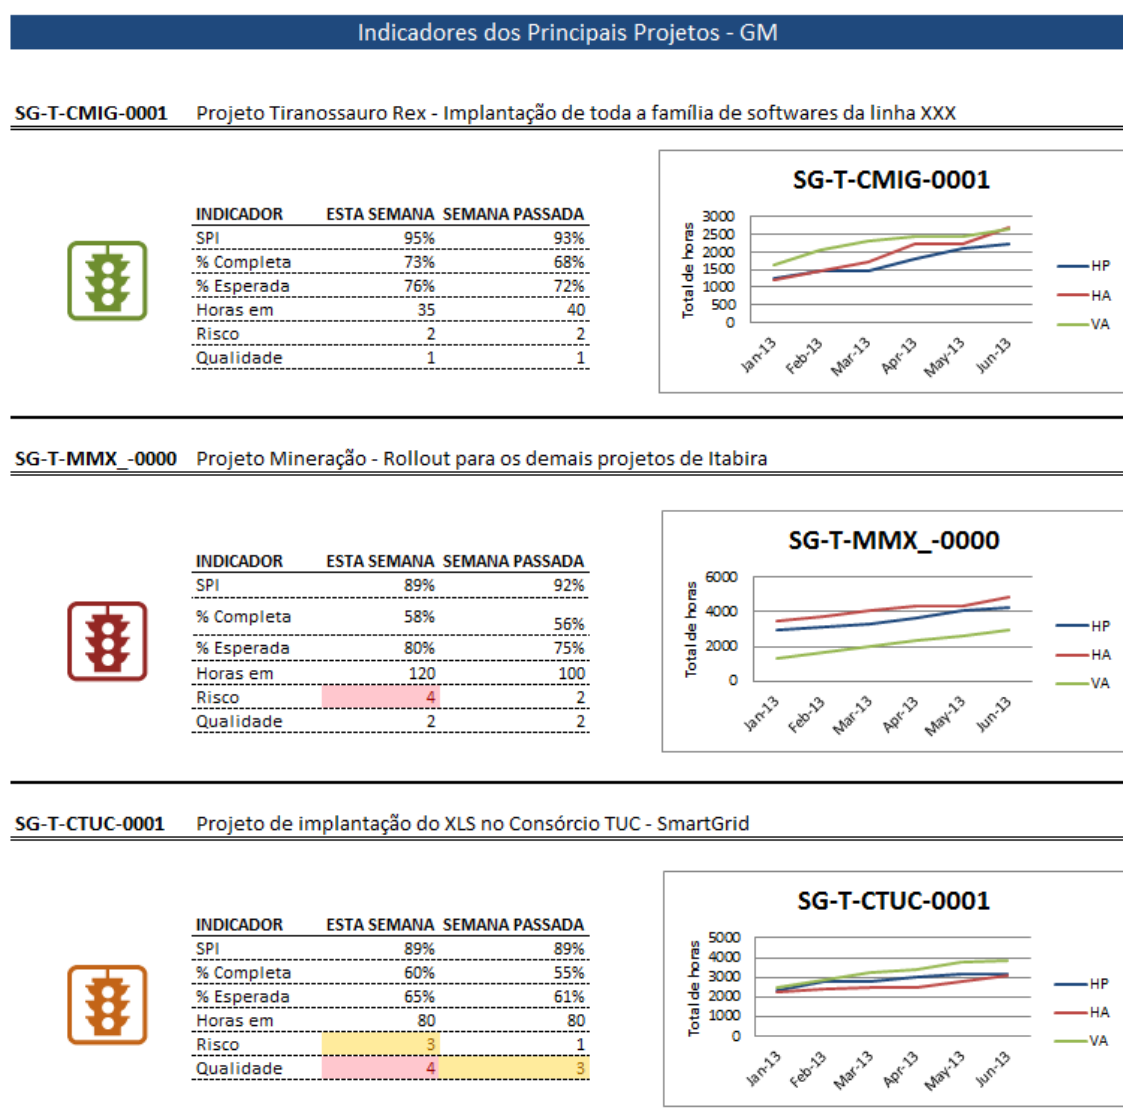 Indicadores dos Principais Projetos - GM
SG-T-CMIG-0001 Projeto Tiranossauro Rex - Implantação de toda a família de softwares da linha XXX
INDICADOR ESTA SEMANA SEMANA PASSADA
SPI 95% 93%
% Completa 73% 68%
% Esperada 76% 72%
Horas em 35 40
Risco 2 2
Qualidade 1 1
SG-T-CMIG-0001
Total de horas
3000
2500
2000
1500
1000
500
0
Jan-13 Feb-13 Mar-13 Apr-13 May-13 Jun-13
HP
HA
VA
SG-T-MMX_-0000 Projeto Mineração - Rollout para os demais projetos de Itabira
INDICADOR ESTA SEMANA SEMANA PASSADA
SPI 89% 92%
% Completa 58% 56%
% Esperada 80% 75%
Horas em 120 100
Risco 4 2
Qualidade 2 2
SG-T-MMX_-0000
Total de horas
6000
4000
2000
0
Jan-13 Feb-13 Mar-13 Apr-13 May-13 Jun-13
HP
HA
VA
SG-T-CTUC-0001 Projeto de implantação do XLS no Consórcio TUC - SmartGrid
INDICADOR ESTA SEMANA SEMANA PASSADA
SPI 89% 89%
% Completa 60% 55%
% Esperada 65% 61%
Horas em 80 80
Risco 3 1
Qualidade 4 3
SG-T-CTUC-0001
Total de horas
5000
4000
3000
2000
1000
0
Jan-13 Feb-13 Mar-13 Apr-13 May-13 Jun-13
HP
HA
VA